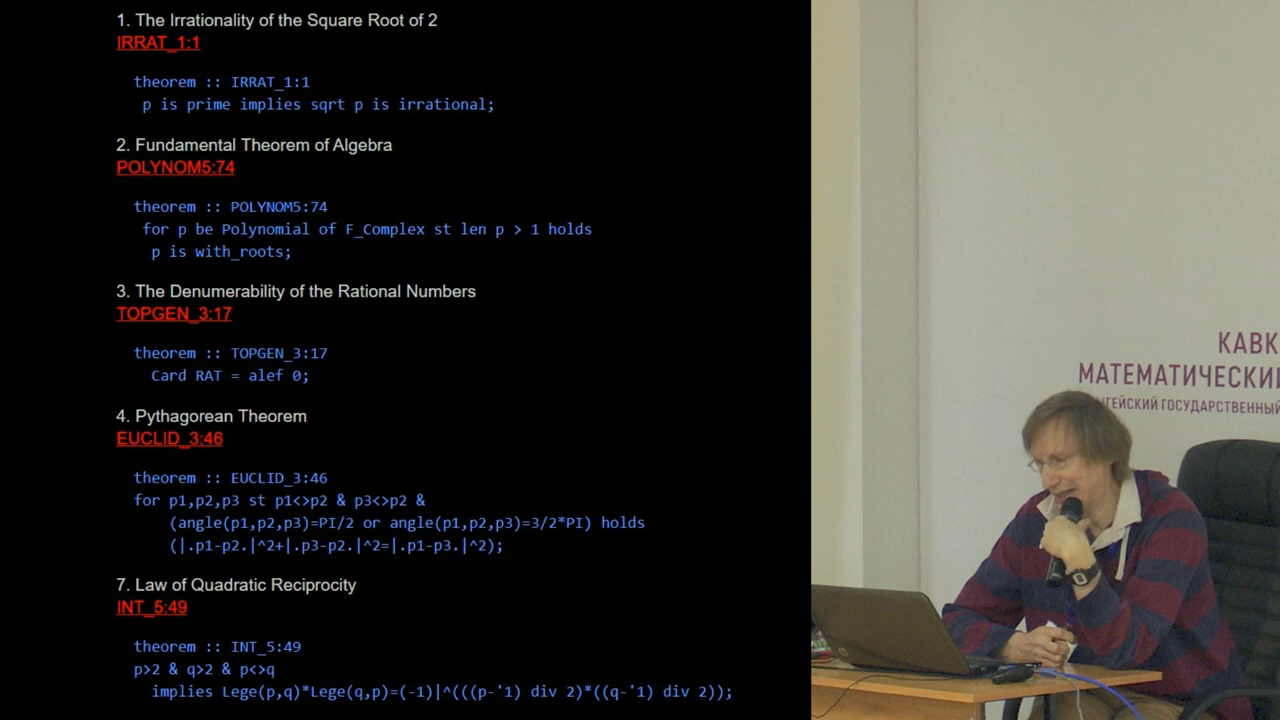 1. The Irrationality of the Square Root of 2
IRRAT_1:1
theorem :: IRRAT_1:1
p is prime implies sqrt p is irrational;
2. Fundamental Theorem of Algebra
POLYNOM5:74
theorem :: POLYNOM5:74
for p be Polynomial of F_Complex st len p > 1 holds
p is with_roots;
3. The Denumerability of the Rational Numbers
TOPGEN_3:17
theorem :: TOPGEN_3:17
Card RAT = alef 0;
4. Pythagorean Theorem
EUCLID_3:46
theorem :: EUCLID_3:46
for p1,p2,p3 st p1<>p2 & p3<>p2 &
(angle(p1,p2,p3)=PI/2 or angle(p1,p2,p3)=3/2*PI) holds
(|.p1-p2.|^2+|.p3-p2.|^2=|.p1-p3.|^2);
7. Law of Quadratic Reciprocity
INT_5:49
theorem :: INT_5:49
p>2 & q>2 & p<>q
implies Lege(p,q)*Lege(q,p)=(-1)|^(((p-'1) div 2)*((q-'1) div 2));
КАВК
МАТЕМАТИЧЕСКИ
ГЕЙСКИЙ ГОСУДАРСТВЕННЫЙ